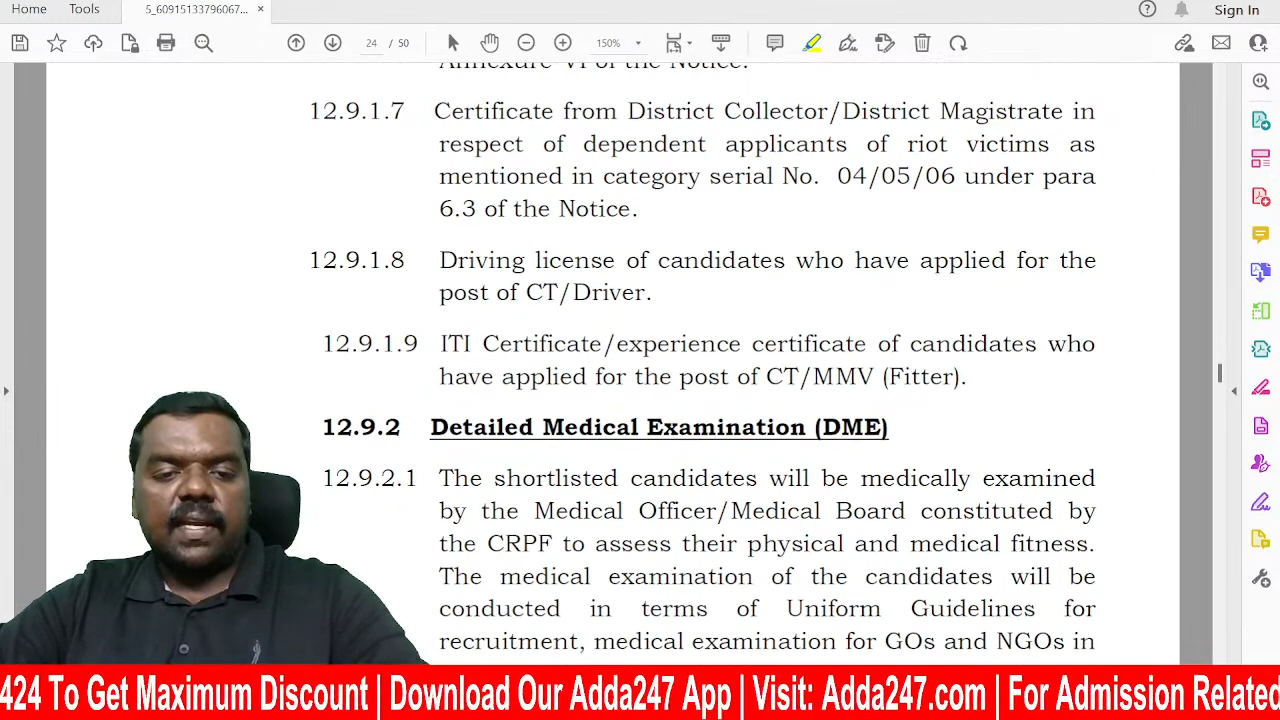 Home Tools 5_60915133796067... × Sign In
24 / 50 150%
Annexure VI of the Notice.
12.9.1.7 Certificate from District Collector/District Magistrate in
respect of dependent applicants of riot victims as
mentioned in category serial No. 04/05/06 under para
6.3 of the Notice.
12.9.1.8 Driving license of candidates who have applied for the
post of CT/Driver.
12.9.1.9 ITI Certificate/experience certificate of candidates who
have applied for the post of CT/MMV (Fitter).
12.9.2 Detailed Medical Examination (DME)
12.9.2.1 The shortlisted candidates will be medically examined
by the Medical Officer/Medical Board constituted by
the CRPF to assess their physical and medical fitness.
The medical examination of the candidates will be
conducted in terms of Uniform Guidelines for
recruitment, medical examination for GOs and NGOs in
424 To Get Maximum Discount | Download Our Adda247 App | Visit: Adda247.com | For Admission Related